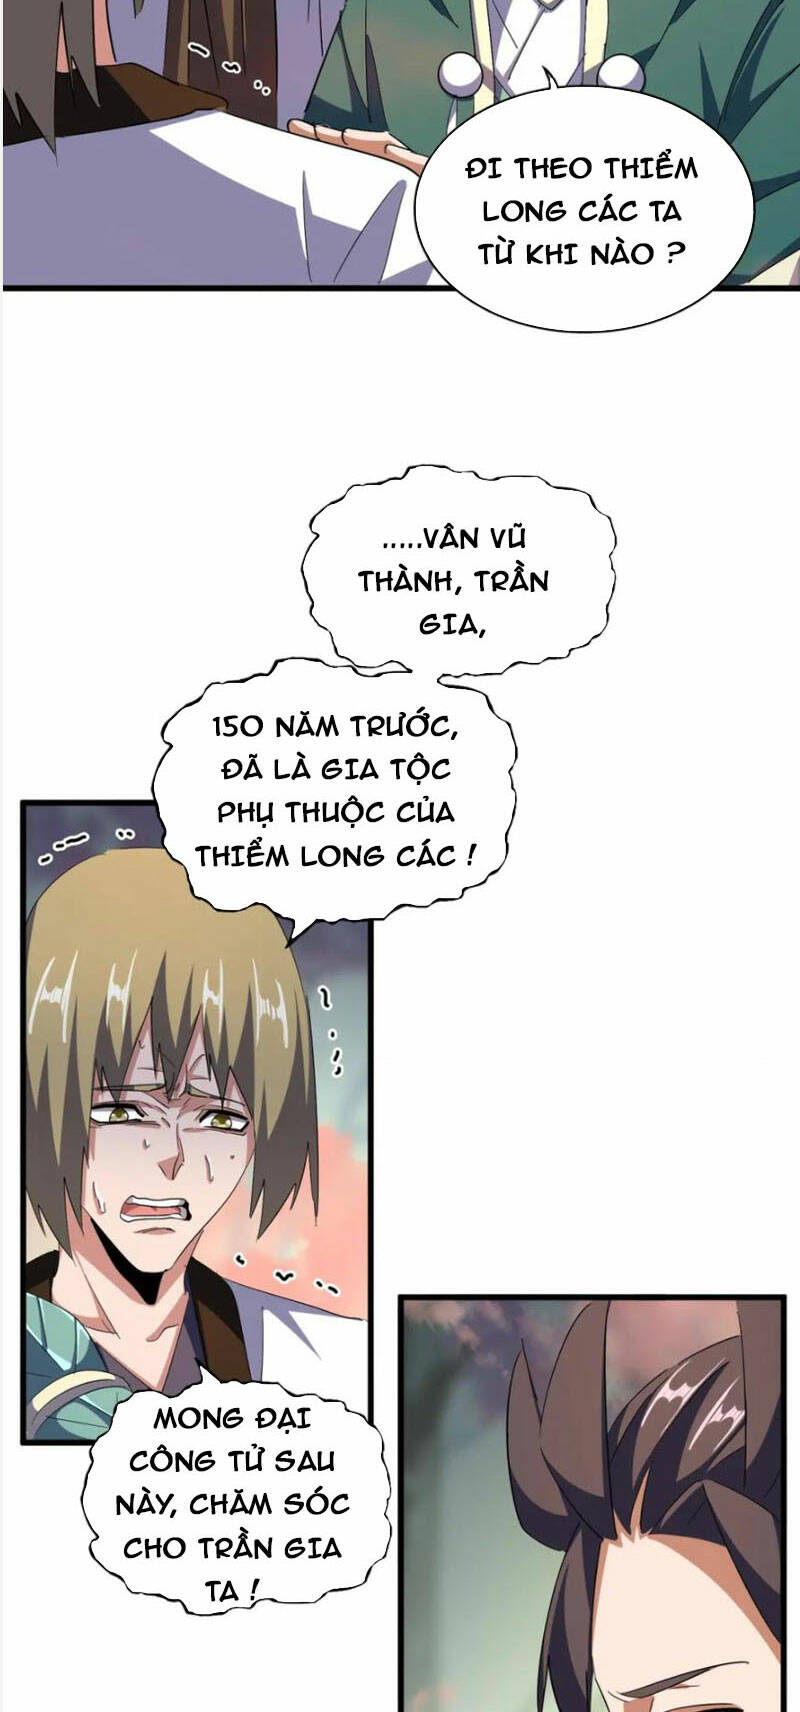 ĐI THEO THIỂM
LONG CÁC TA
TỪ KHI NÀO ?
.....VÂN VŨ
THÀNH, TRẦN
GIA,
150 NĂM TRƯỚC,
ĐÃ LÀ GIA TỘC
PHỤ THUỘC CỦA
THIỂM LONG CÁC !
MONG ĐẠI
CÔNG TỬ SAU
NÀY, CHĂM SÓC
CHO TRẦN GIA
TA !